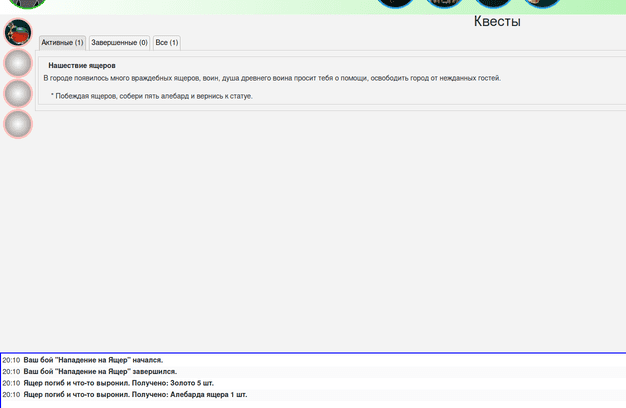 Квесты
Активные (1) Завершенные (0) Все (1)
Нашествие ящеров
В городе появилось много враждебных ящеров, воин, душа древнего воина просит тебя о помощи, освободить город от нежданных гостей.
* Побеждая ящеров, собери пять алебард и вернись к статуе.
20:10 Ваш бой "Нападение на Ящер" начался.
20:10 Ваш бой "Нападение на Ящер" завершился.
20:10 Ящер погиб и что-то выронил. Получено: Золото 5 шт.
20:10 Ящер погиб и что-то выронил. Получено: Алебарда ящера 1 шт.